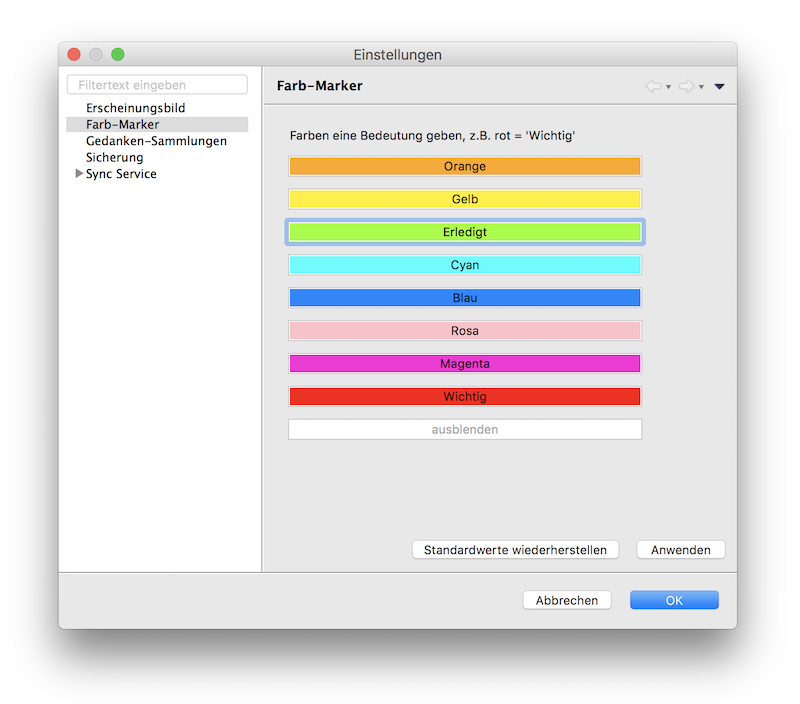 Einstellungen
Filtertext eingeben
Erscheinungsbild
Farb-Marker
Gedanken-Sammlungen
Sicherung
Sync Service
Farb-Marker
Farben eine Bedeutung geben, z.B. rot = 'Wichtig'
Orange
Gelb
Erledigt
Cyan
Blau
Rosa
Magenta
Wichtig
ausblenden
Standardwerte wiederherstellen
Anwenden
Abbrechen
OK